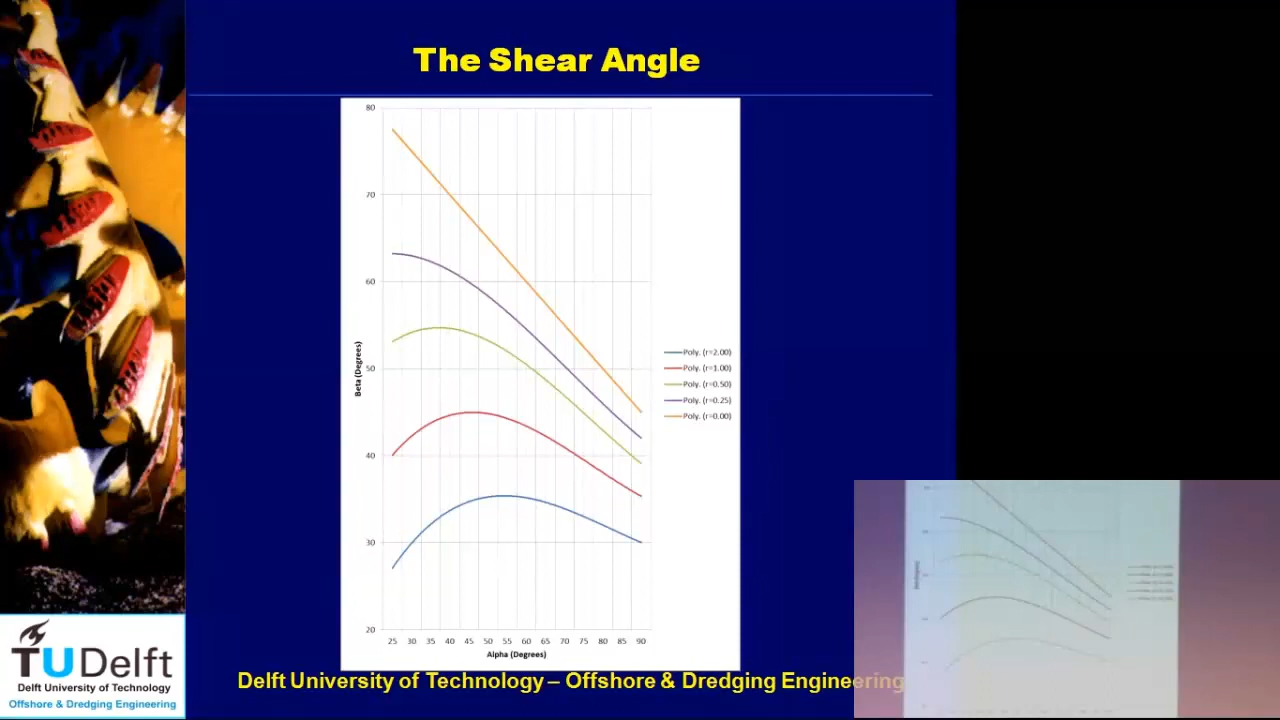 The Shear Angle
80
70
60
50
40
30
20
Beta (Degrees)
25 30 35 40 45 50 55 60 65 70 75 80 85 90
Alpha (Degrees)
Poly. (r=2.00)
Poly. (r=1.00)
Poly. (r=0.50)
Poly. (r=0.25)
Poly. (r=0.00)
TUDelft
Delft University of Technology
Offshore & Dredging Engineering
Delft University of Technology – Offshore & Dredging Engineering